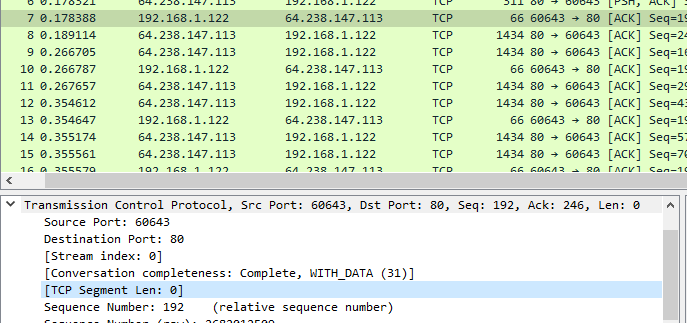 6 0.178321 64.238.147.113 192.168.1.122 TCP 311 80 → 60643 [PSH, ACK] S
7 0.178388 192.168.1.122 64.238.147.113 TCP 66 60643 → 80 [ACK] Seq=19
8 0.189114 64.238.147.113 192.168.1.122 TCP 1434 80 → 60643 [ACK] Seq=24
9 0.266705 64.238.147.113 192.168.1.122 TCP 1434 80 → 60643 [ACK] Seq=16
10 0.266787 192.168.1.122 64.238.147.113 TCP 66 60643 → 80 [ACK] Seq=19
11 0.267657 64.238.147.113 192.168.1.122 TCP 1434 80 → 60643 [ACK] Seq=29
12 0.354612 64.238.147.113 192.168.1.122 TCP 1434 80 → 60643 [ACK] Seq=43
13 0.354647 192.168.1.122 64.238.147.113 TCP 66 60643 → 80 [ACK] Seq=19
14 0.355174 64.238.147.113 192.168.1.122 TCP 1434 80 → 60643 [ACK] Seq=57
15 0.355561 64.238.147.113 192.168.1.122 TCP 1434 80 → 60643 [ACK] Seq=70
16 0.355579 192.168.1.122 64.238.147.113 TCP 66 60643 → 80 [ACK] Seq=19
Transmission Control Protocol, Src Port: 60643, Dst Port: 80, Seq: 192, Ack: 246, Len: 0
Source Port: 60643
Destination Port: 80
[Stream index: 0]
[Conversation completeness: Complete, WITH_DATA (31)]
[TCP Segment Len: 0]
Sequence Number: 192 (relative sequence number)
Sequence Number (raw):